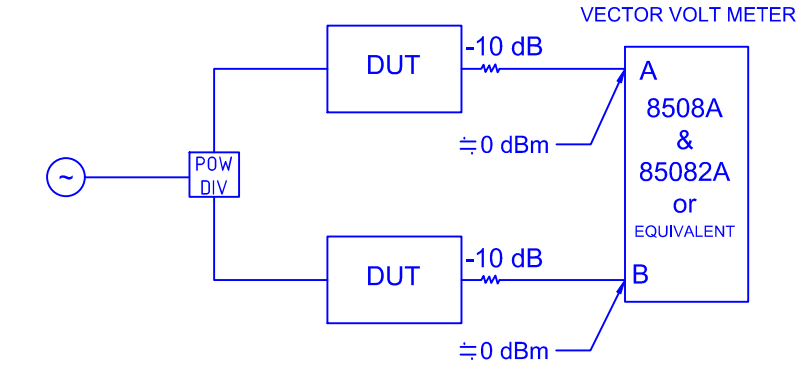 VECTOR VOLT METER
DUT
-10 dB
A
8508A
&
85082A
or
EQUIVALENT
≒0 dBm
POW
DIV
~
DUT
-10 dB
B
≒0 dBm